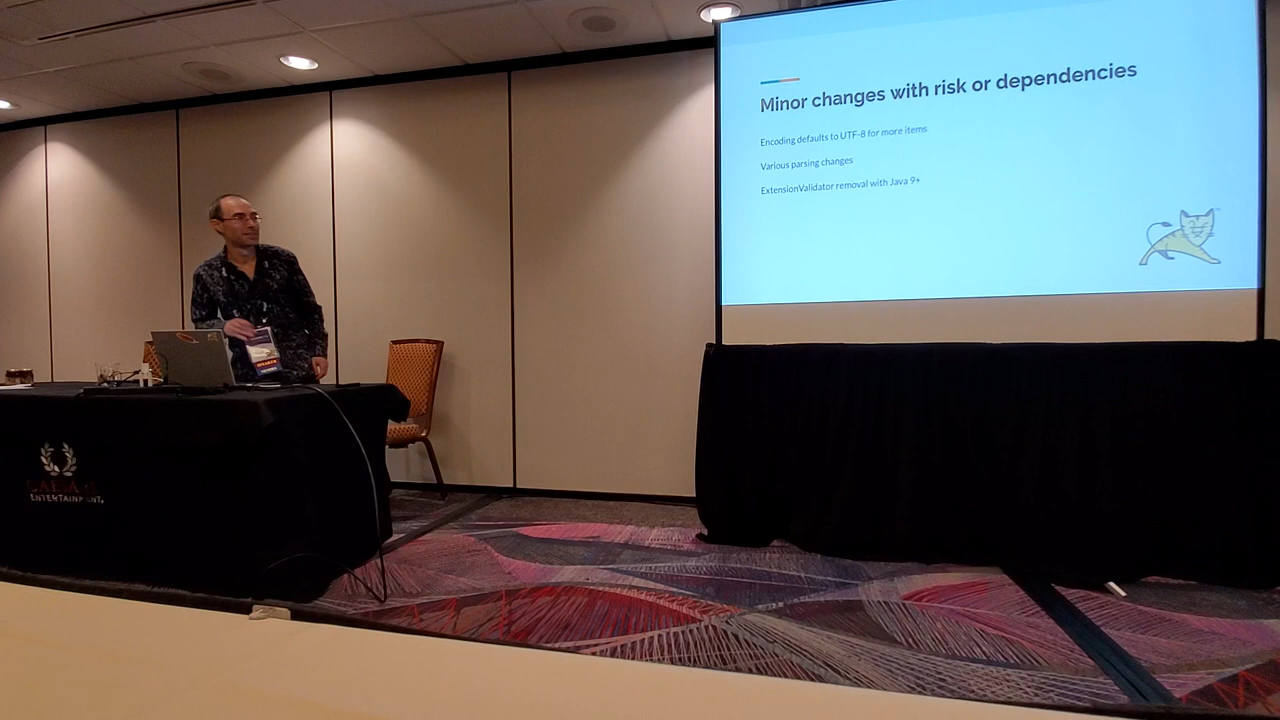 Minor changes with risk or dependencies
Encoding defaults to UTF-8 for more items
Various parsing changes
ExtensionValidator removal with Java 9+
SPEAKER
ENTERTAINMENT